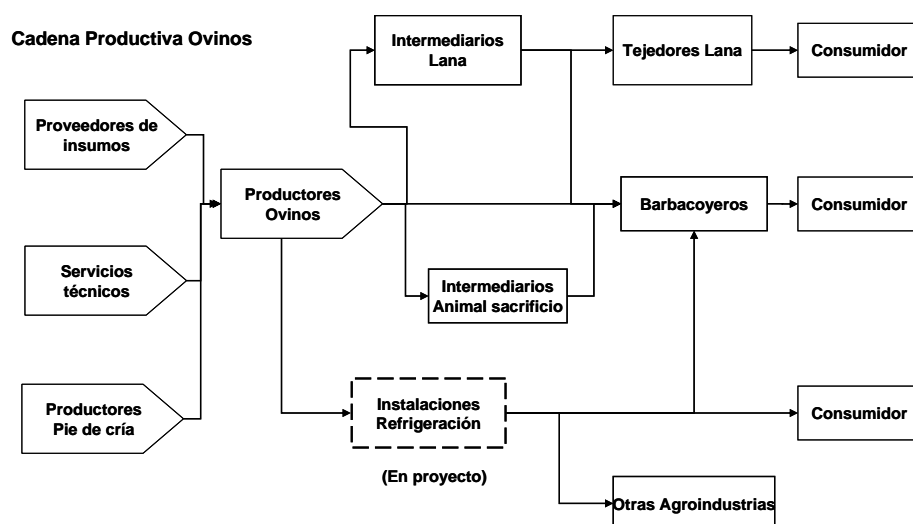 Cadena Productiva Ovinos
Intermediarios
Lana
Tejedores Lana
Consumidor
Proveedores de
insumos
Productores
Ovinos
Barbacoyeros
Consumidor
Servicios
técnicos
Intermediarios
Animal sacrificio
Productores
Pie de cría
Instalaciones
Refrigeración
Consumidor
(En proyecto)
Otras Agroindustrias